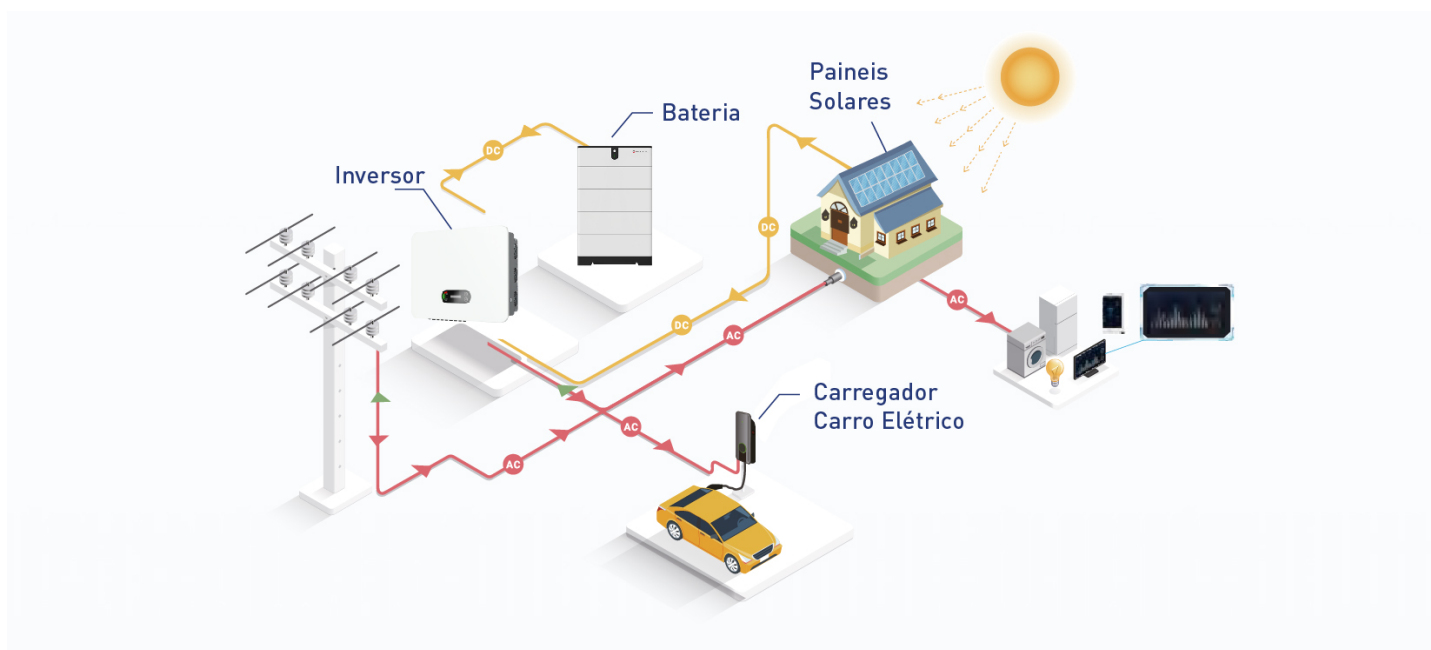 Paineis
Solares
Bateria
DC
Inversor
DC
DC
AC
AC
Carregador
Carro Elétrico
AC
AC